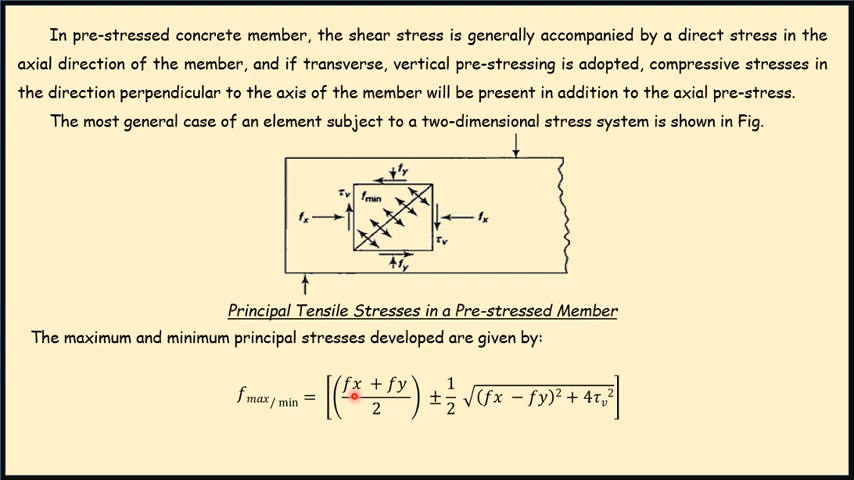 In pre-stressed concrete member, the shear stress is generally accompanied by a direct stress in the
axial direction of the member, and if transverse, vertical pre-stressing is adopted, compressive stresses in
the direction perpendicular to the axis of the member will be present in addition to the axial pre-stress.
The most general case of an element subject to a two-dimensional stress system is shown in Fig.
fy
τv fmin
fx fx
τv
fy
Principal Tensile Stresses in a Pre-stressed Member
The maximum and minimum principal stresses developed are given by:
f max/min = [((fx + fy)/2) ± 1/2 √((fx − fy)² + 4τv²)]